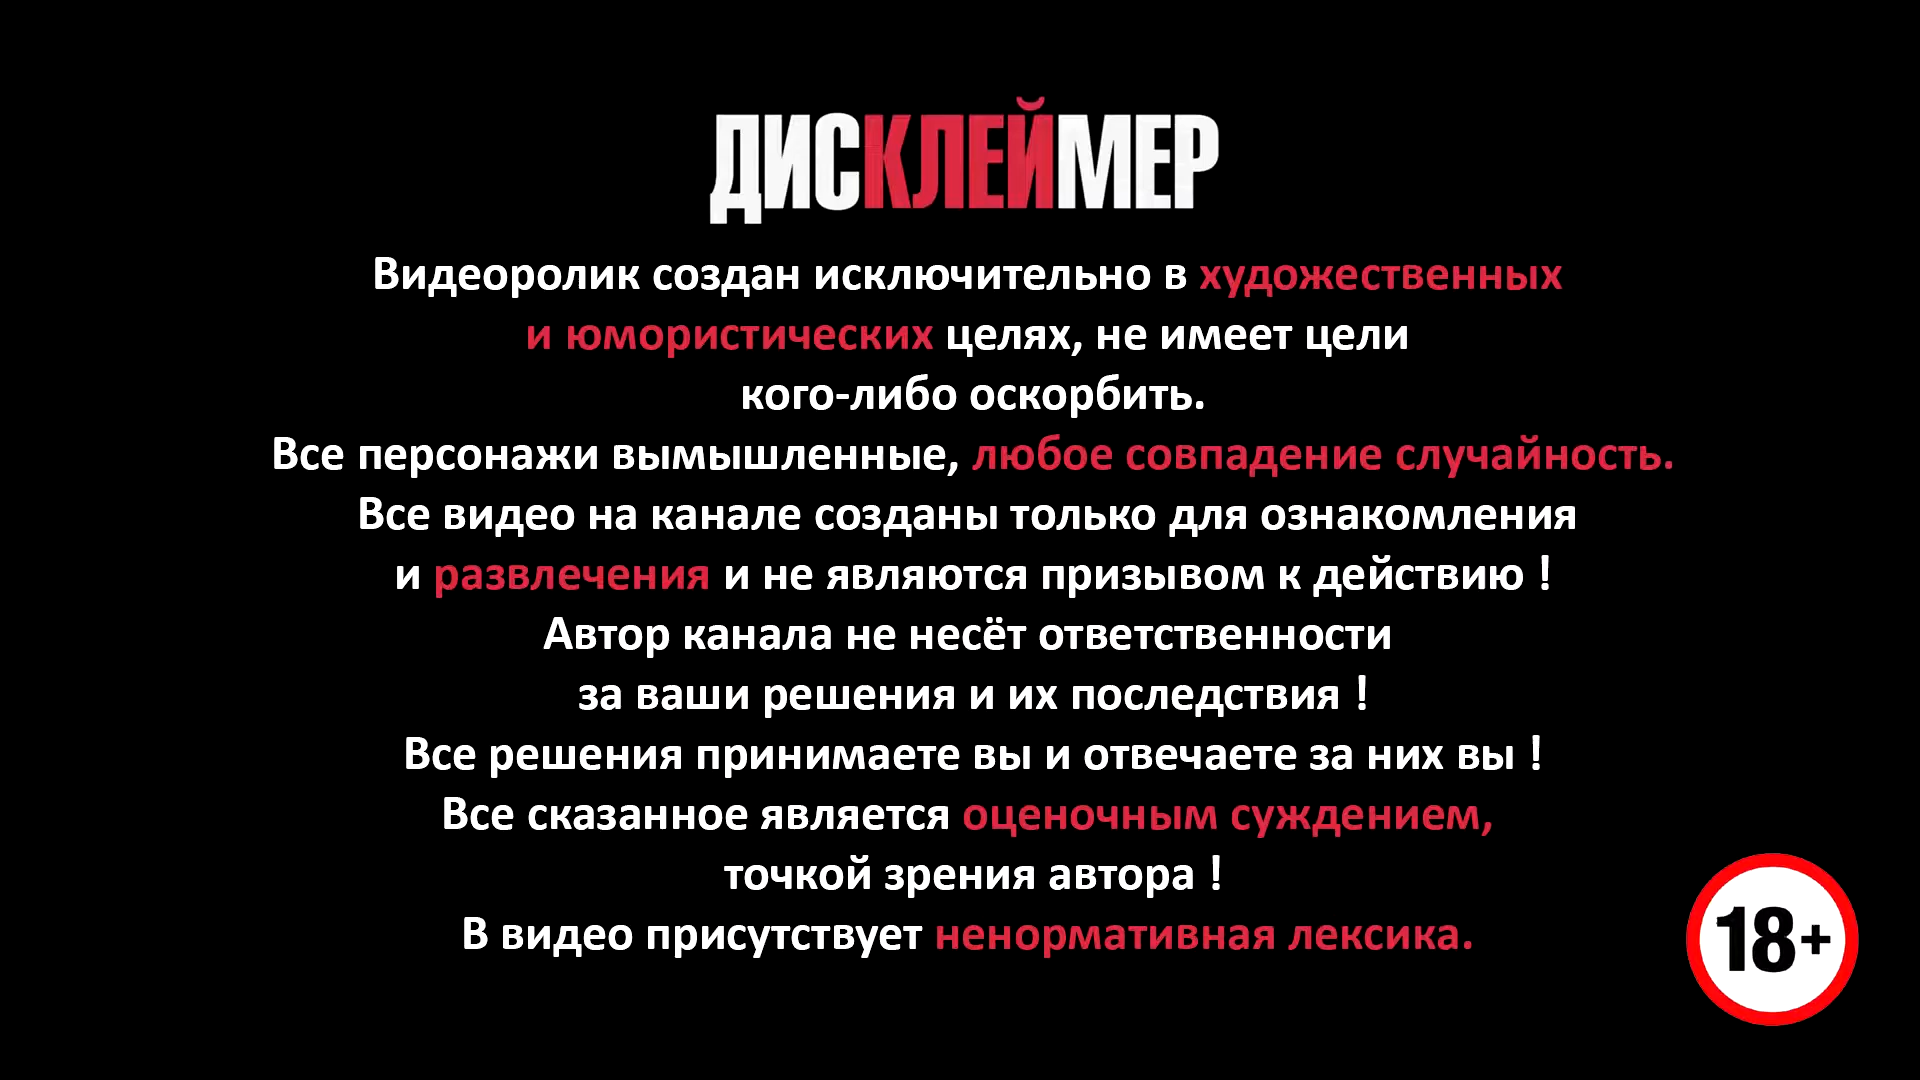 ДИСКЛЕЙМЕР
Видеоролик создан исключительно в художественных
и юмористических целях, не имеет цели
кого-либо оскорбить.
Все персонажи вымышленные, любое совпадение случайность.
Все видео на канале созданы только для ознакомления
и развлечения и не являются призывом к действию !
Автор канала не несёт ответственности
за ваши решения и их последствия !
Все решения принимаете вы и отвечаете за них вы !
Все сказанное является оценочным суждением,
точкой зрения автора !
В видео присутствует ненормативная лексика.
18+